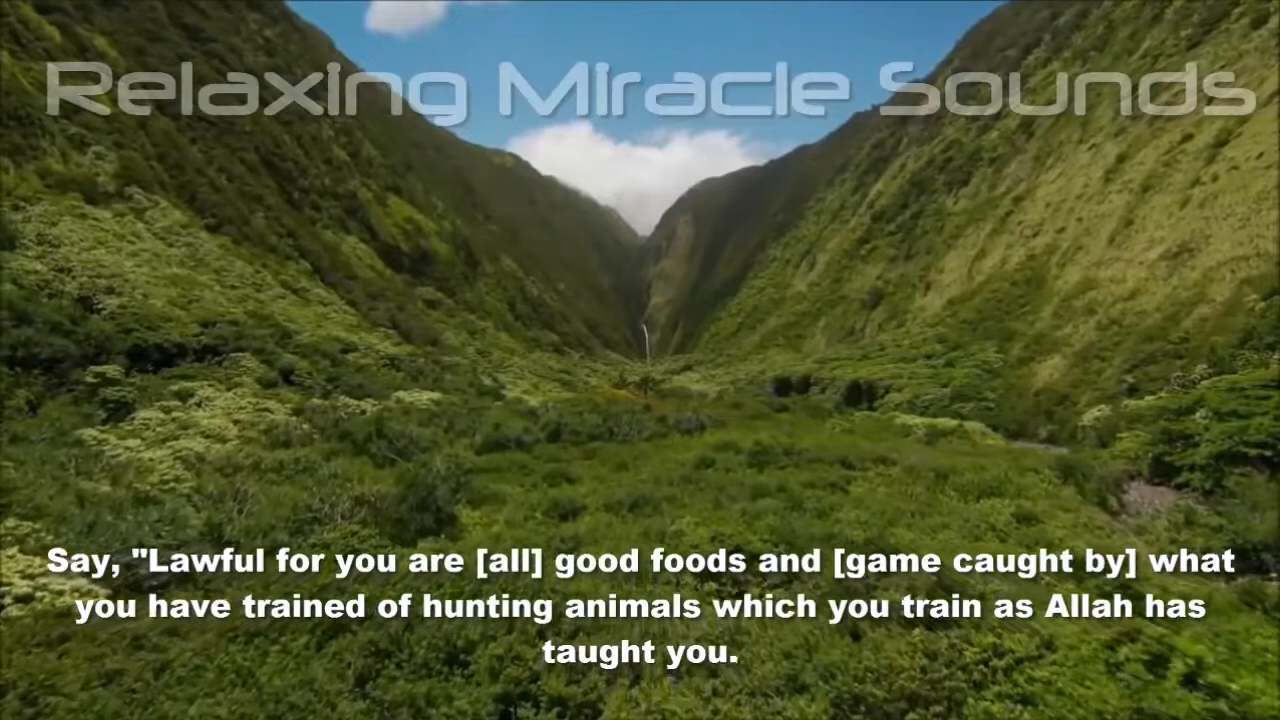 Relaxing Miracle Sounds
Say, "Lawful for you are [all] good foods and [game caught by] what
you have trained of hunting animals which you train as Allah has
taught you.